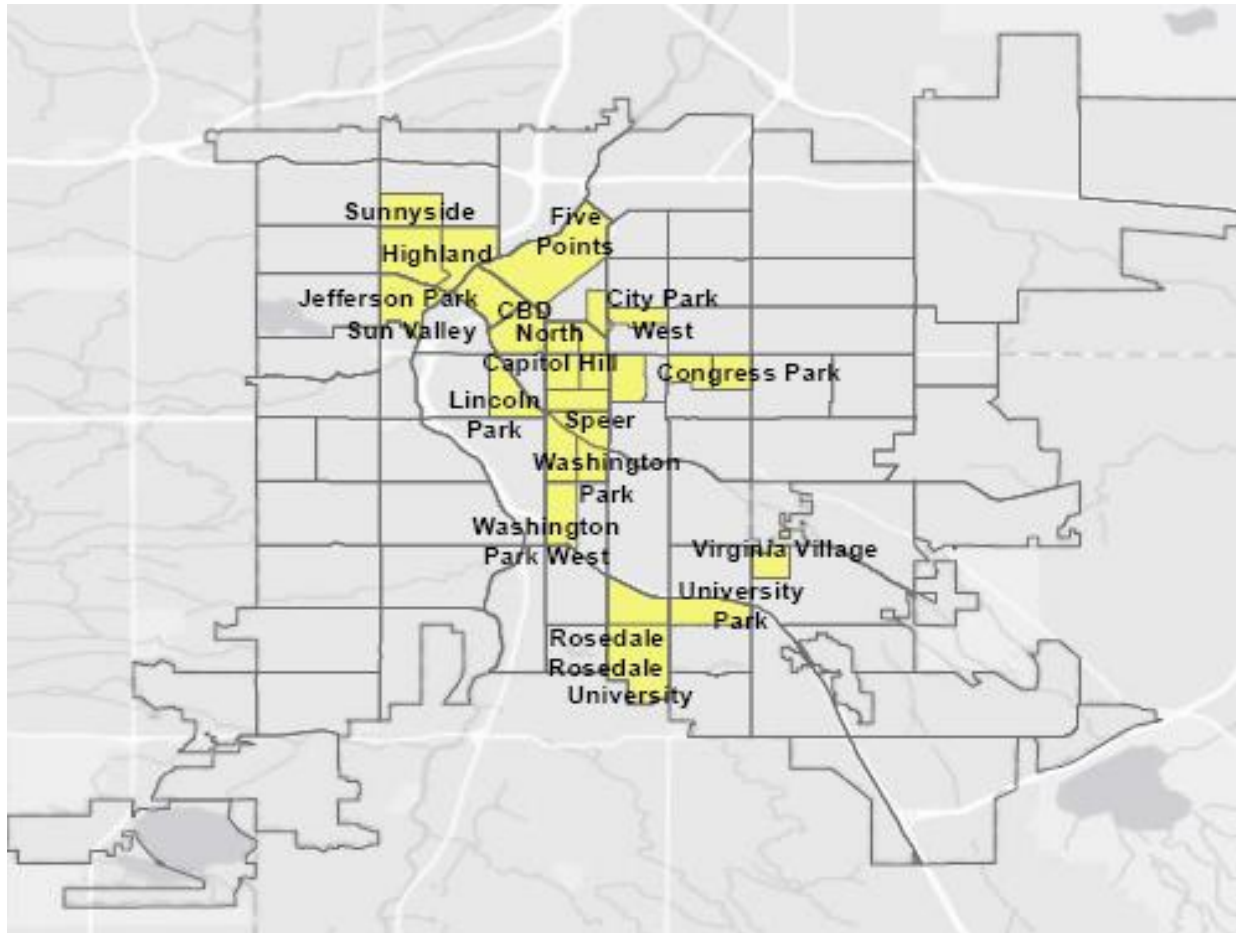 Sunnyside
Five
Points
Highland
Jefferson Park
CBD
City Park
West
Sun Valley
North
Capitol Hill
Congress Park
Lincoln
Park
Speer
Washington
Park
Washington
Park West
Virginia Village
University
Park
Rosedale
Rosedale
University